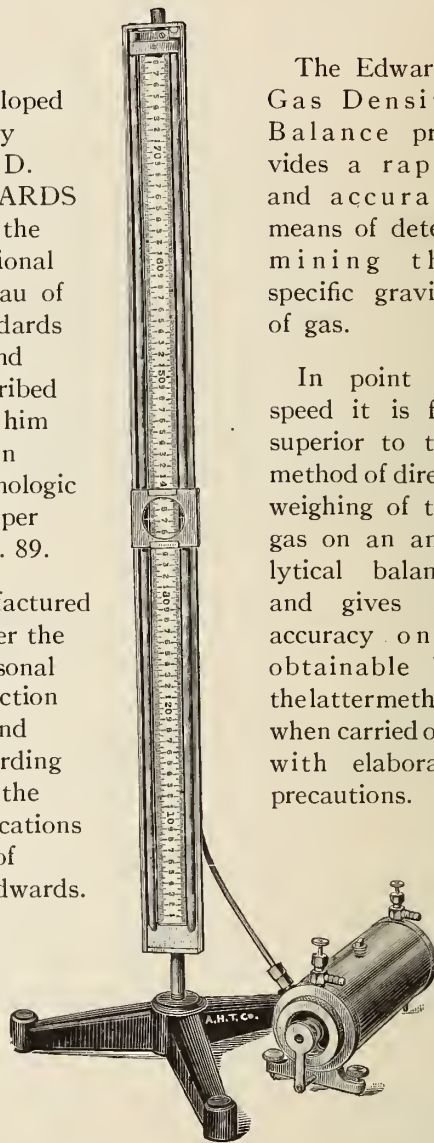 loped
y
D.
ARDS
the
ional
au of
dards
nd
ribed
him
n
nologic
per
. 89.
factured
er the
sonal
ction
nd
rding
the
cations
of
dwards.
The Edwar
Gas Densi
Balance pr
vides a rap
and accura
means of dete
mining th
specific gravi
of gas.
In point
speed it is f
superior to t
method of dire
weighing of t
gas on an an
lytical balan
and gives
accuracy on
obtainable
the latter meth
when carried o
with elabora
precautions.
A.H.T. Co.